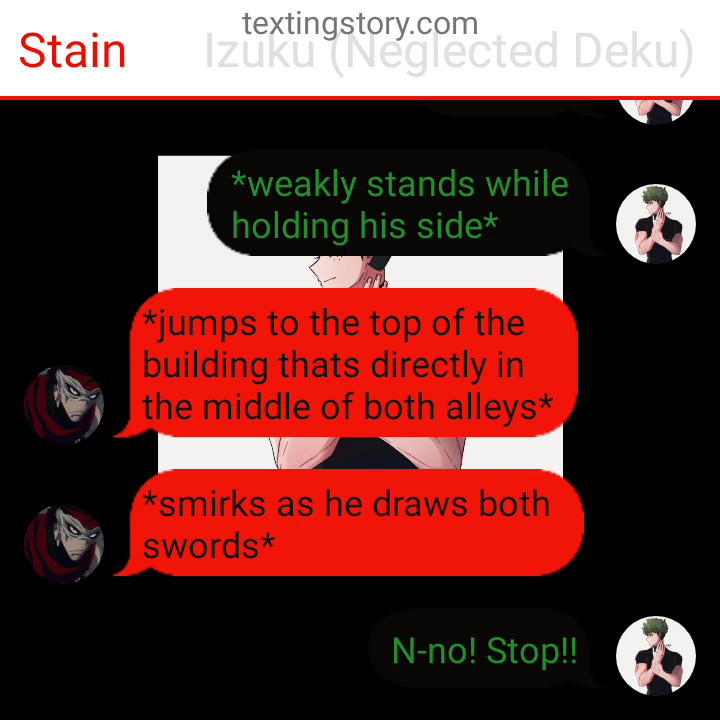 textingstory.com
Stain
Izuku (Neglected Deku)
*weakly stands while
holding his side*
*jumps to the top of the
building thats directly in
the middle of both alleys*
*smirks as he draws both
swords*
N-no! Stop!!